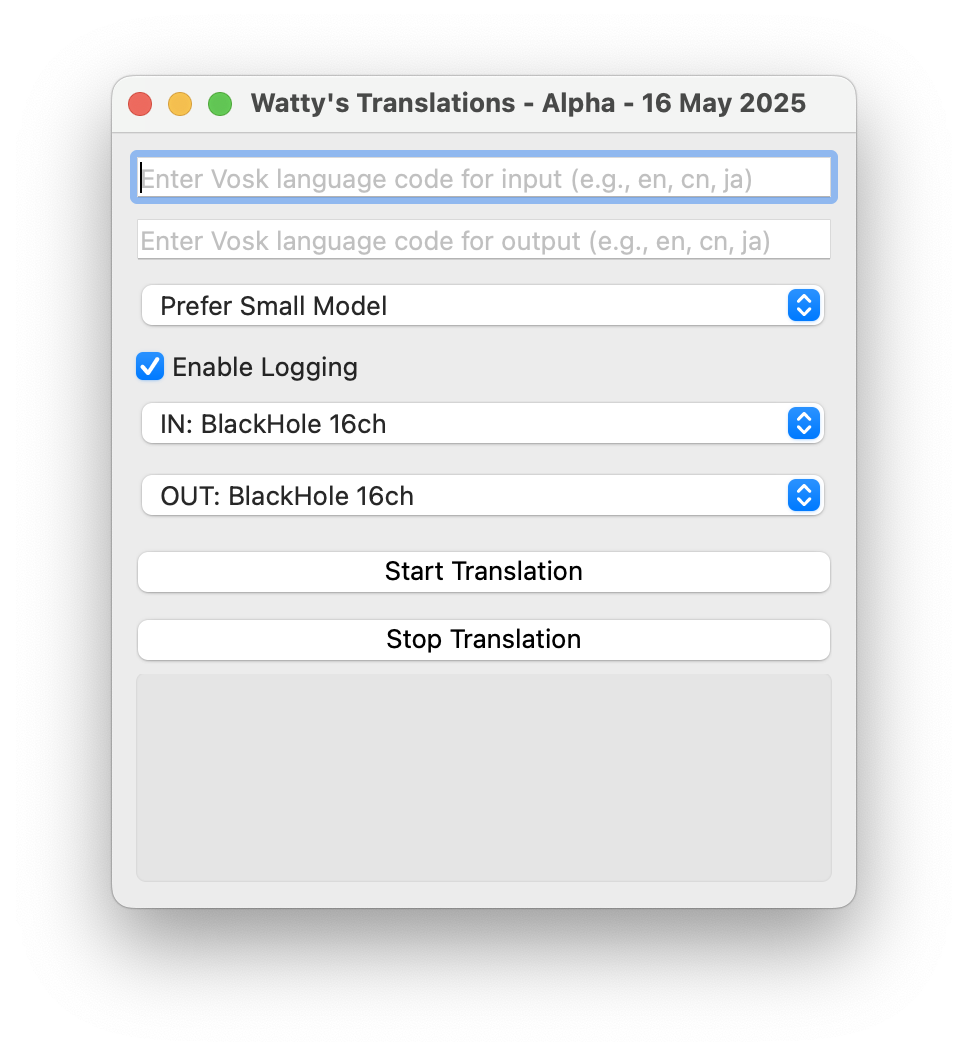 Watty's Translations - Alpha - 16 May 2025
Enter Vosk language code for input (e.g., en, cn, ja)
Enter Vosk language code for output (e.g., en, cn, ja)
Prefer Small Model
Enable Logging
IN: BlackHole 16ch
OUT: BlackHole 16ch
Start Translation
Stop Translation